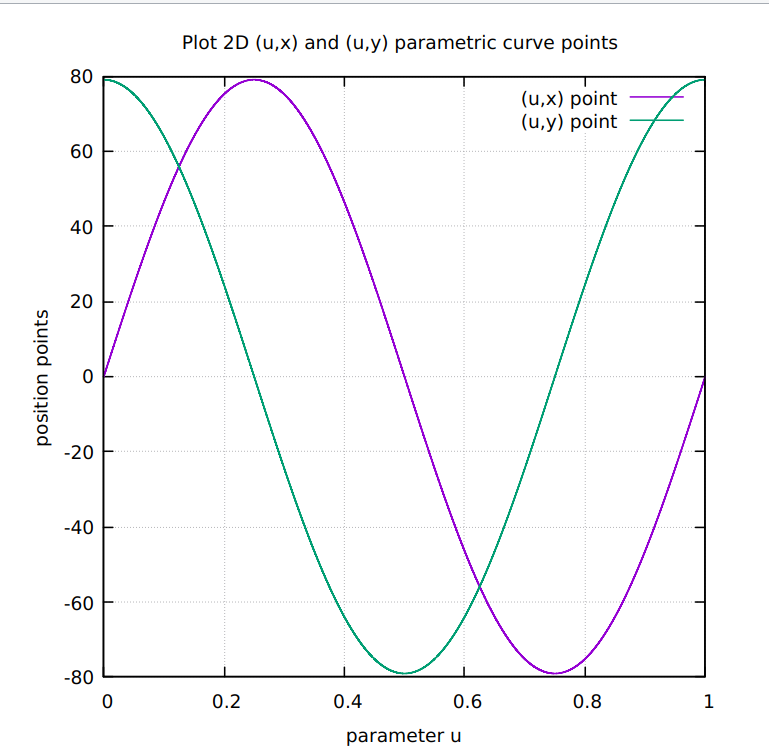 Plot 2D (u,x) and (u,y) parametric curve points
80
(u,x) point
(u,y) point
60
40
20
0
-20
-40
-60
-80
position points
0 0.2 0.4 0.6 0.8 1
parameter u